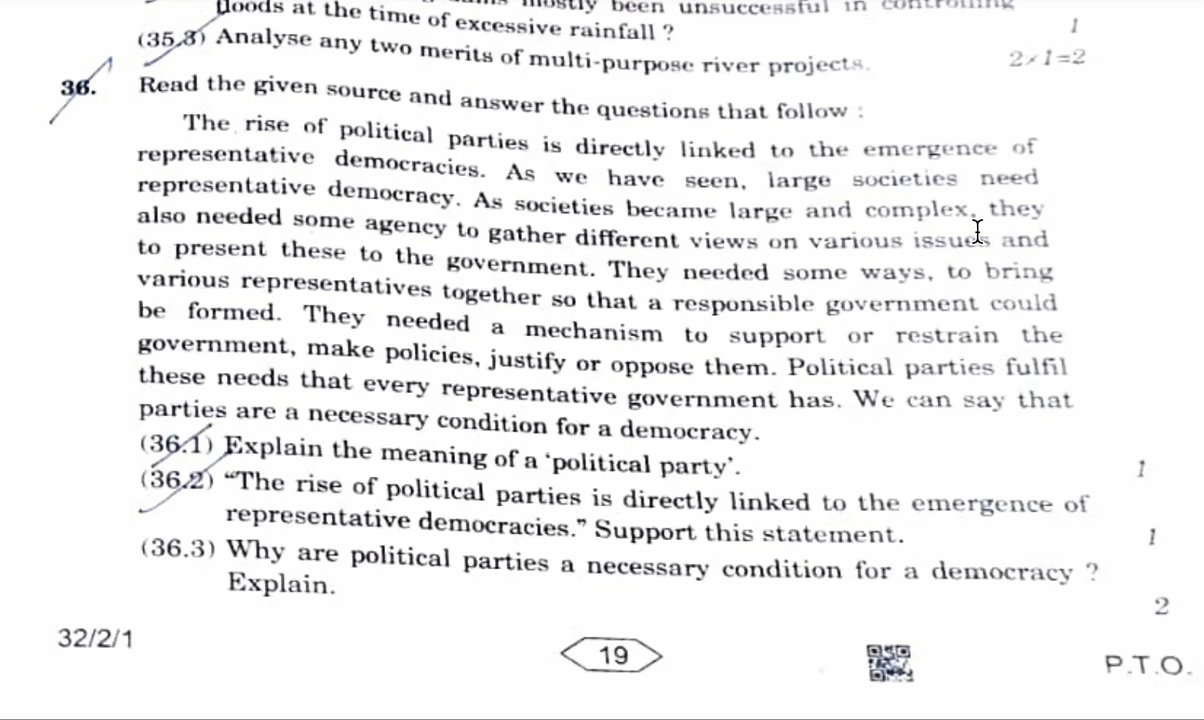 mostly been unsuccessful in controlling
floods at the time of excessive rainfall ?
1
(35.3) Analyse any two merits of multi-purpose river projects.
2×1=2
36. Read the given source and answer the questions that follow :
The rise of political parties is directly linked to the emergence of
representative democracies. As we have seen, large societies need
representative democracy. As societies became large and complex, they
also needed some agency to gather different views on various issues and
to present these to the government. They needed some ways, to bring
various representatives together so that a responsible government could
be formed. They needed a mechanism to support or restrain the
government, make policies, justify or oppose them. Political parties fulfil
these needs that every representative government has. We can say that
parties are a necessary condition for a democracy.
(36.1) Explain the meaning of a ‘political party’.
1
(36.2) “The rise of political parties is directly linked to the emergence of
representative democracies.” Support this statement.
1
(36.3) Why are political parties a necessary condition for a democracy ?
Explain.
2
32/2/1
19
P.T.O.